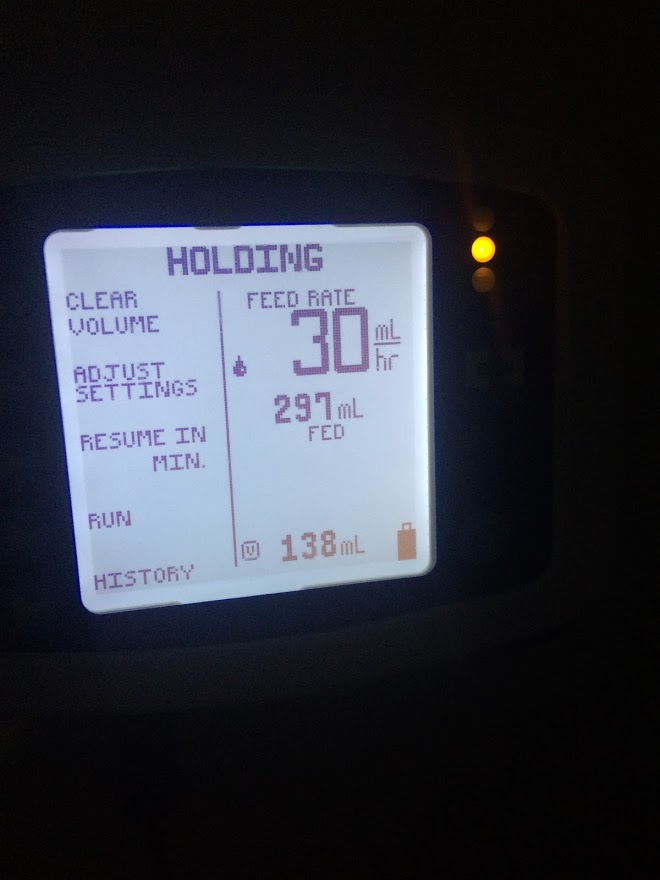 HOLDING
CLEAR
VOLUME
ADJUST
SETTINGS
RESUME IN
MIN.
RUN
HISTORY
FEED RATE
30 mL/hr
297 mL
FED
138 mL